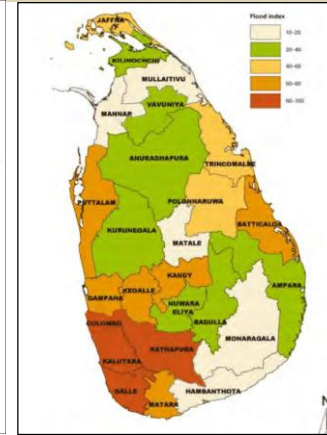 Flood index
10-20
20-40
40-60
60-80
80-100
JAFFNA
KILINOCHCHI
MULLAITIVU
VAVUNIYA
MANNAR
ANURADHAPURA
TRINCOMALEE
PUTTALAM
POLONNARUWA
BATTICALOA
KURUNEGALA
MATALE
KANDY
AMPARA
KEGALLE
GAMPAHA
NUWARA
ELIYA
BADULLA
COLOMBO
MONARAGALA
RATNAPURA
KALUTARA
GALLE
HAMBANTHOTA
MATARA
N